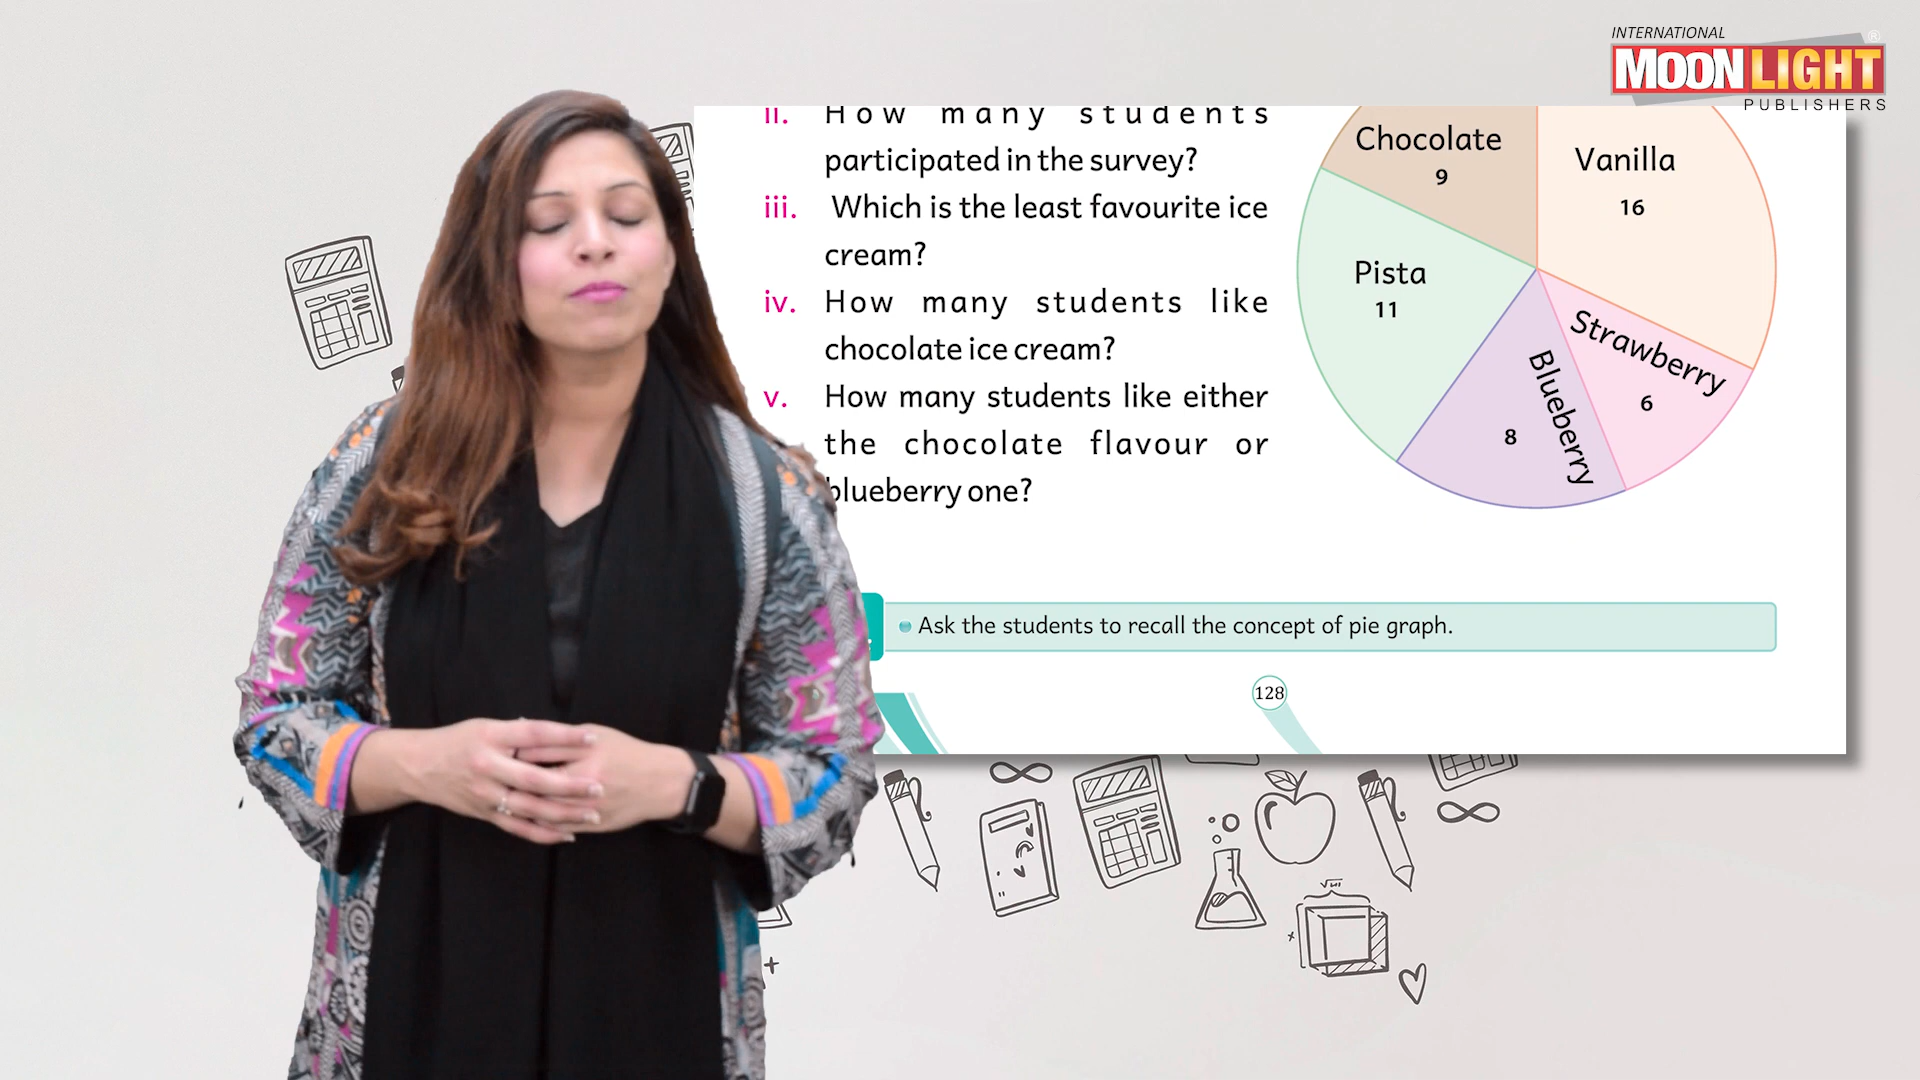 INTERNATIONAL
MOONLIGHT
PUBLISHERS
ii. How many students
participated in the survey?
iii. Which is the least favourite ice
cream?
iv. How many students like
chocolate ice cream?
v. How many students like either
the chocolate flavour or
blueberry one?
Chocolate
9
Vanilla
16
Pista
11
Strawberry
6
Blueberry
8
Ask the students to recall the concept of pie graph.
128